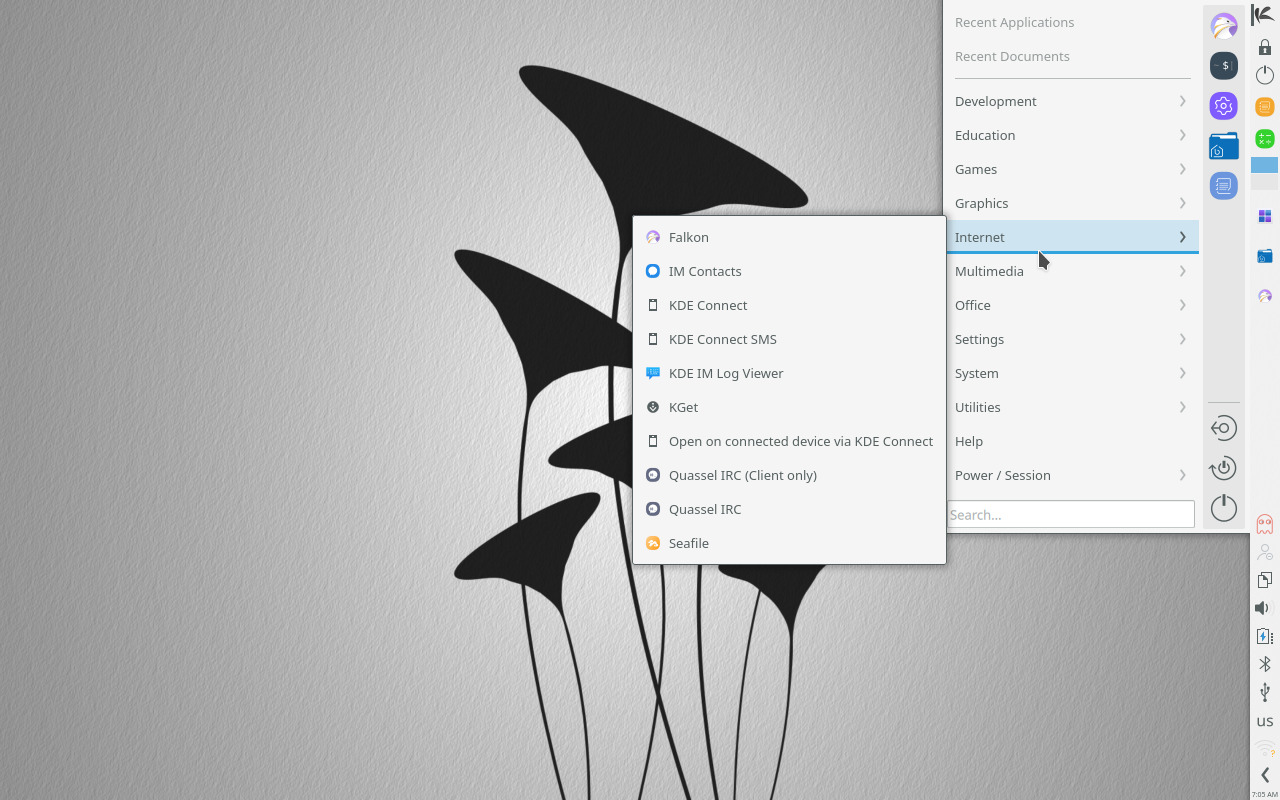 Recent Applications
Recent Documents
Development
Education
Games
Graphics
Internet
Multimedia
Office
Settings
System
Utilities
Help
Power / Session
Search...
Falkon
IM Contacts
KDE Connect
KDE Connect SMS
KDE IM Log Viewer
KGet
Open on connected device via KDE Connect
Quassel IRC (Client only)
Quassel IRC
Seafile
$
us
?
7:05 AM